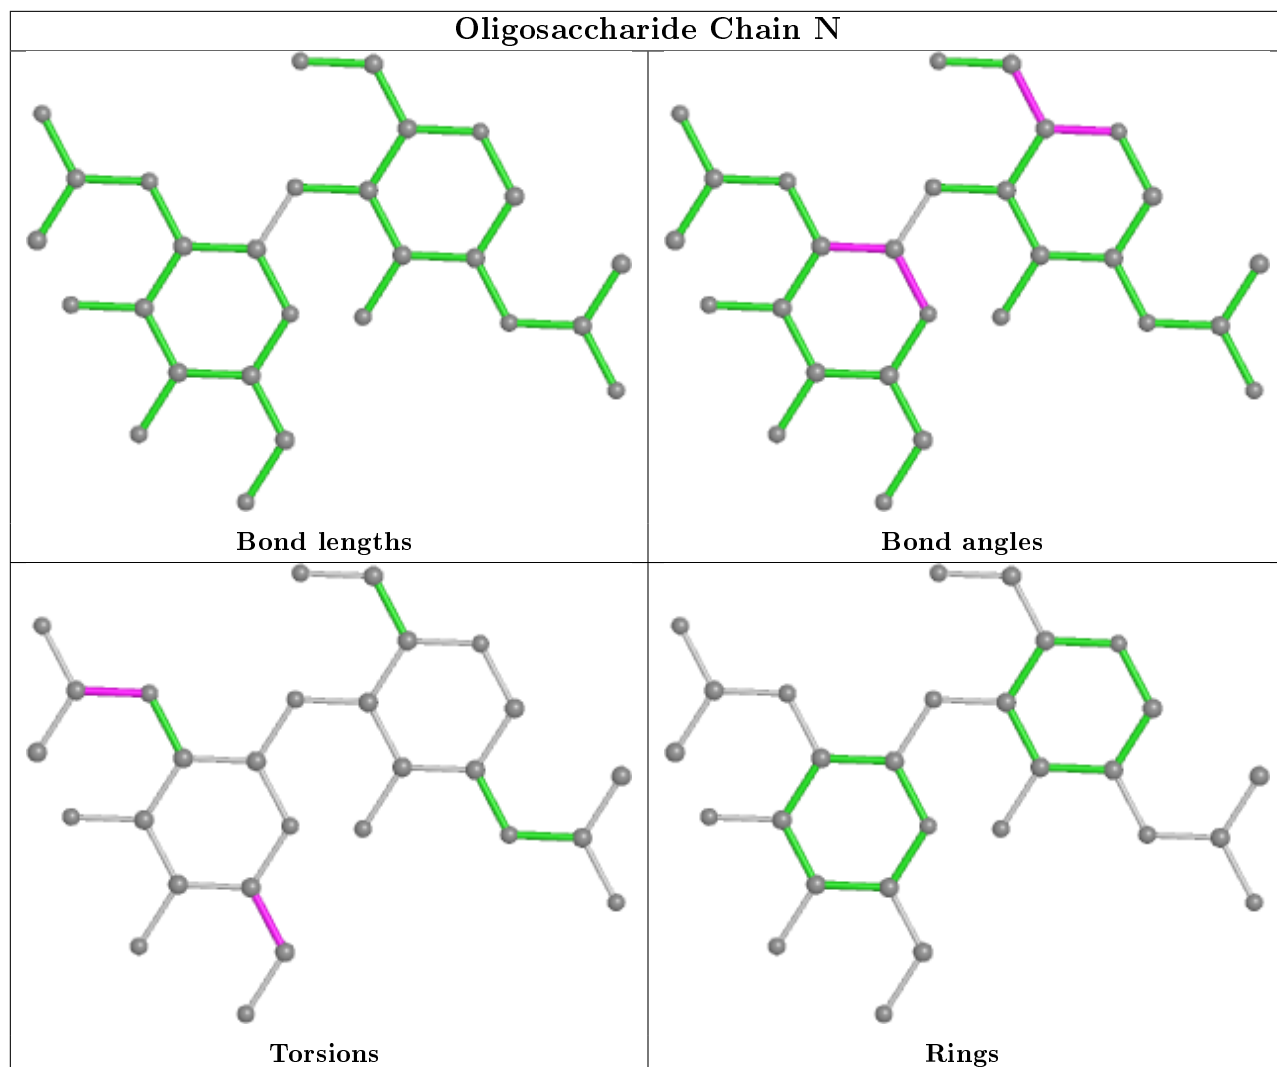 Oligosaccharide Chain N
Bond lengths
Bond angles
Torsions
Rings